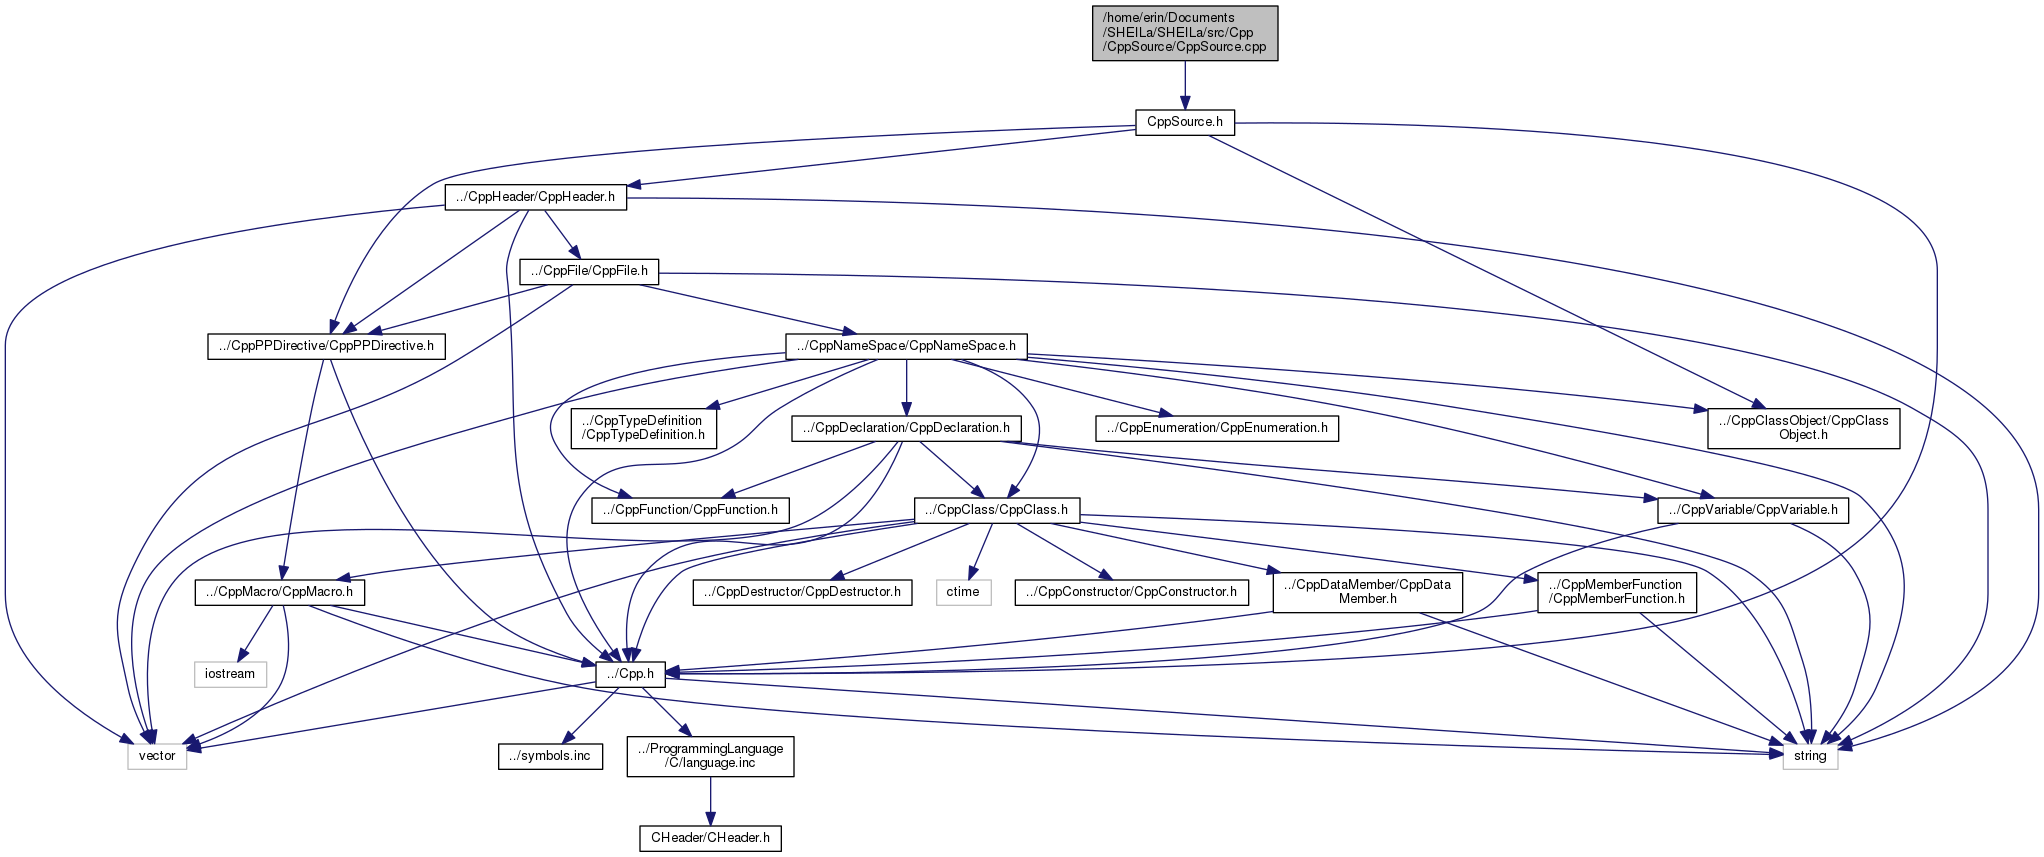 /home/erin/Documents
/SHEILa/SHEILa/src/Cpp
/CppSource/CppSource.cpp
CppSource.h
../CppHeader/CppHeader.h
../CppFile/CppFile.h
../CppPPDirective/CppPPDirective.h
../CppNameSpace/CppNameSpace.h
../CppTypeDefinition
/CppTypeDefinition.h
../CppDeclaration/CppDeclaration.h
../CppEnumeration/CppEnumeration.h
../CppClassObject/CppClass
Object.h
../CppFunction/CppFunction.h
../CppClass/CppClass.h
../CppVariable/CppVariable.h
../CppMacro/CppMacro.h
../CppDestructor/CppDestructor.h
ctime
../CppConstructor/CppConstructor.h
../CppDataMember/CppData
Member.h
../CppMemberFunction
/CppMemberFunction.h
iostream
../Cpp.h
vector
../symbols.inc
../ProgrammingLanguage
/C/language.inc
string
CHeader/CHeader.h